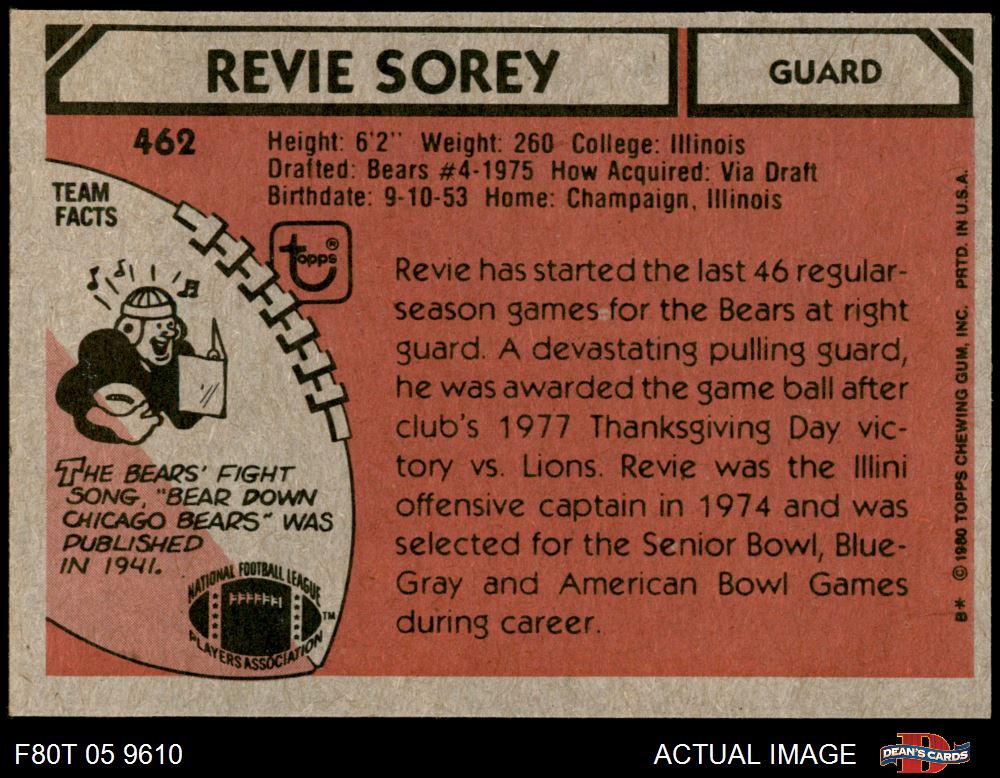 REVIE SOREY
GUARD
462
Height: 6'2" Weight: 260 College: Illinois
Drafted: Bears #4-1975 How Acquired: Via Draft
Birthdate: 9-10-53 Home: Champaign, Illinois
TEAM
FACTS
topps®
Revie has started the last 46 regular-
season games for the Bears at right
guard. A devastating pulling guard,
he was awarded the game ball after
club's 1977 Thanksgiving Day vic-
tory vs. Lions. Revie was the Illini
offensive captain in 1974 and was
selected for the Senior Bowl, Blue-
Gray and American Bowl Games
during career.
THE BEARS' FIGHT
SONG, "BEAR DOWN
CHICAGO BEARS" WAS
PUBLISHED
IN 1941.
NATIONAL FOOTBALL LEAGUE
PLAYERS ASSOCIATION
TM
B* © 1980 TOPPS CHEWING GUM, INC. PRTD. IN U.S.A.
F80T 05 9610
ACTUAL IMAGE
DEAN'S CARDS